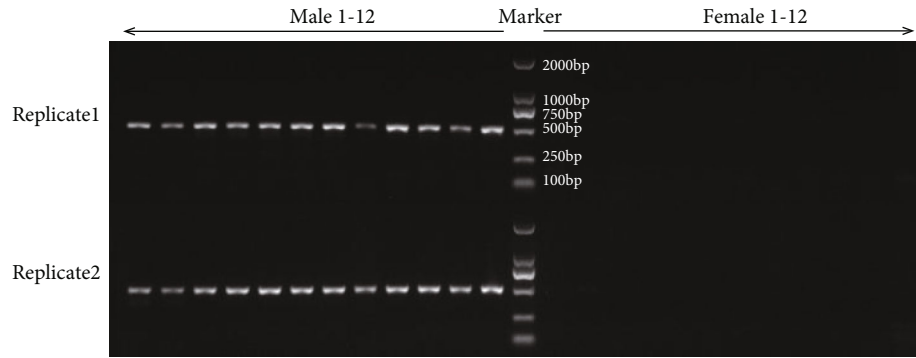 Male 1-12 Marker Female 1-12
2000bp
1000bp
Replicate1
750bp
500bp
250bp
100bp
Replicate2